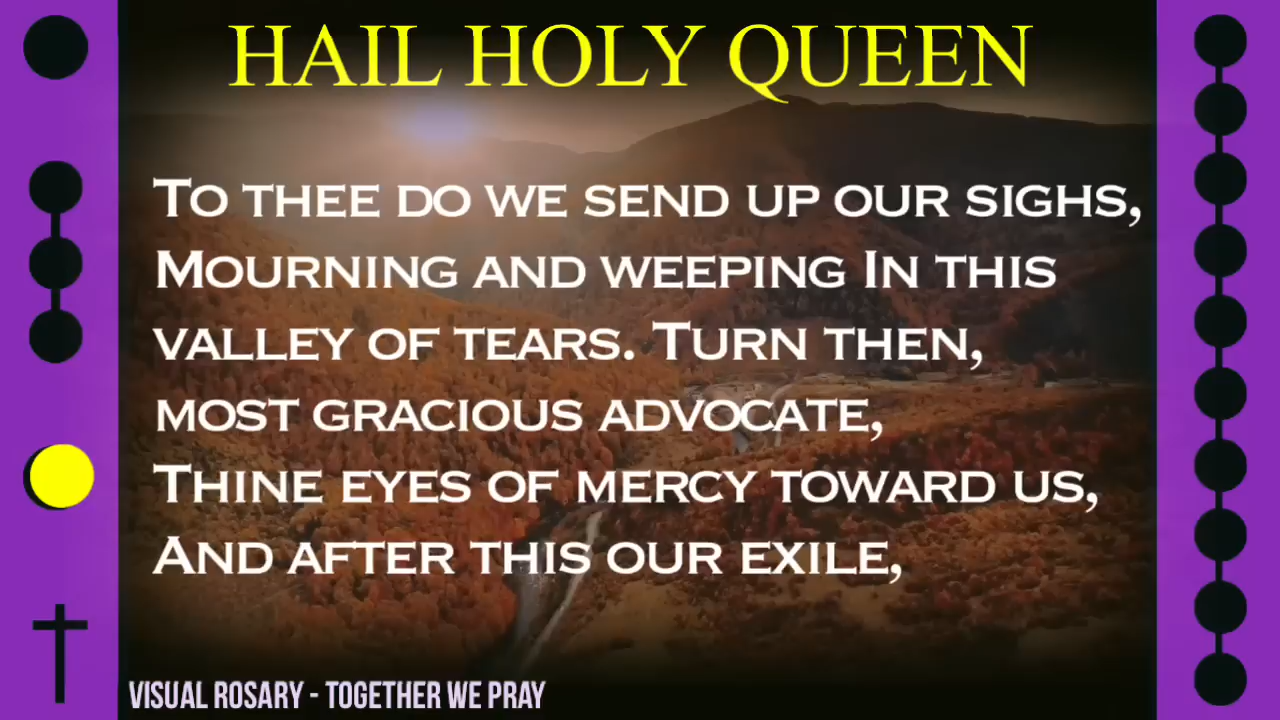 HAIL HOLY QUEEN
To thee do we send up our sighs,
Mourning and weeping In this
valley of tears. Turn then,
most gracious advocate,
Thine eyes of mercy toward us,
And after this our exile,
VISUAL ROSARY - TOGETHER WE PRAY